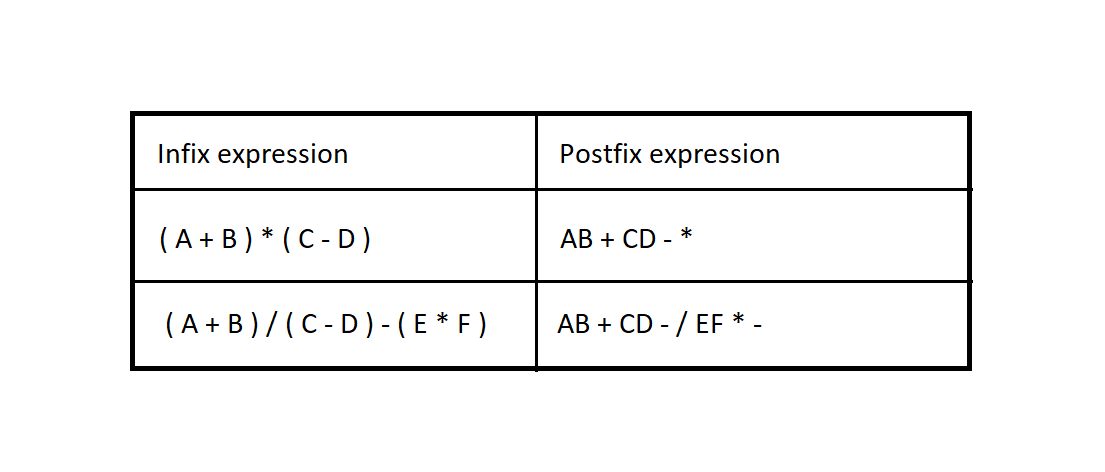 Infix expression Postfix expression
( A + B ) * ( C - D ) AB + CD - *
( A + B ) / ( C - D ) - ( E * F ) AB + CD - / EF * -